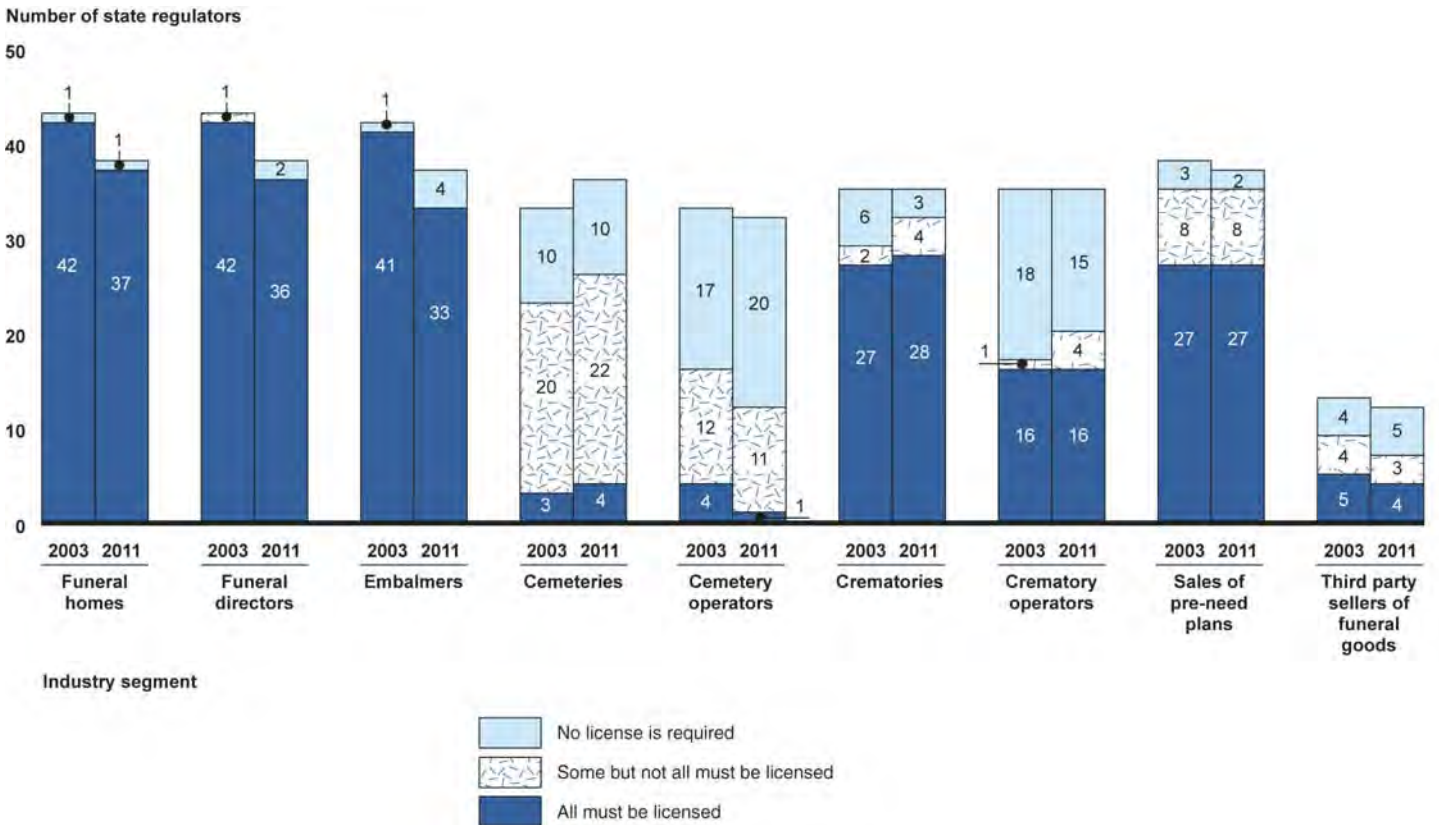 Number of state regulators
50
40
30
20
10
0
1
42
1
37
1
42
2
36
1
41
4
33
10
20
3
10
22
4
17
12
4
20
11
1
6
2
27
3
4
28
18
1
16
15
4
16
3
8
27
2
8
27
4
4
5
5
3
4
2003 2011
Funeral
homes
2003 2011
Funeral
directors
2003 2011
Embalmers
2003 2011
Cemeteries
2003 2011
Cemetery
operators
2003 2011
Crematories
2003 2011
Crematory
operators
2003 2011
Sales of
pre-need
plans
2003 2011
Third party
sellers of
funeral
goods
Industry segment
No license is required
Some but not all must be licensed
All must be licensed